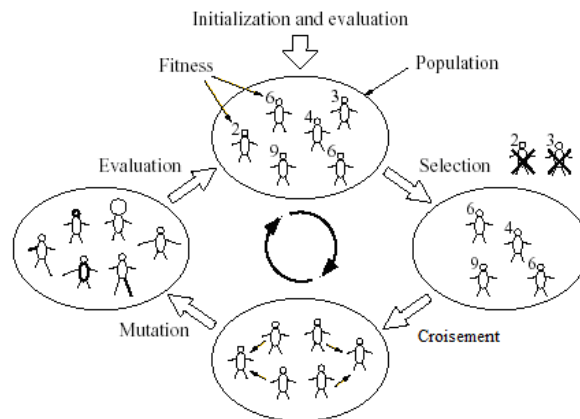 Initialization and evaluation
Fitness
Population
6
3
4
2
9
6
Evaluation
Selection
2
3
6
4
9
6
Mutation
Croisement